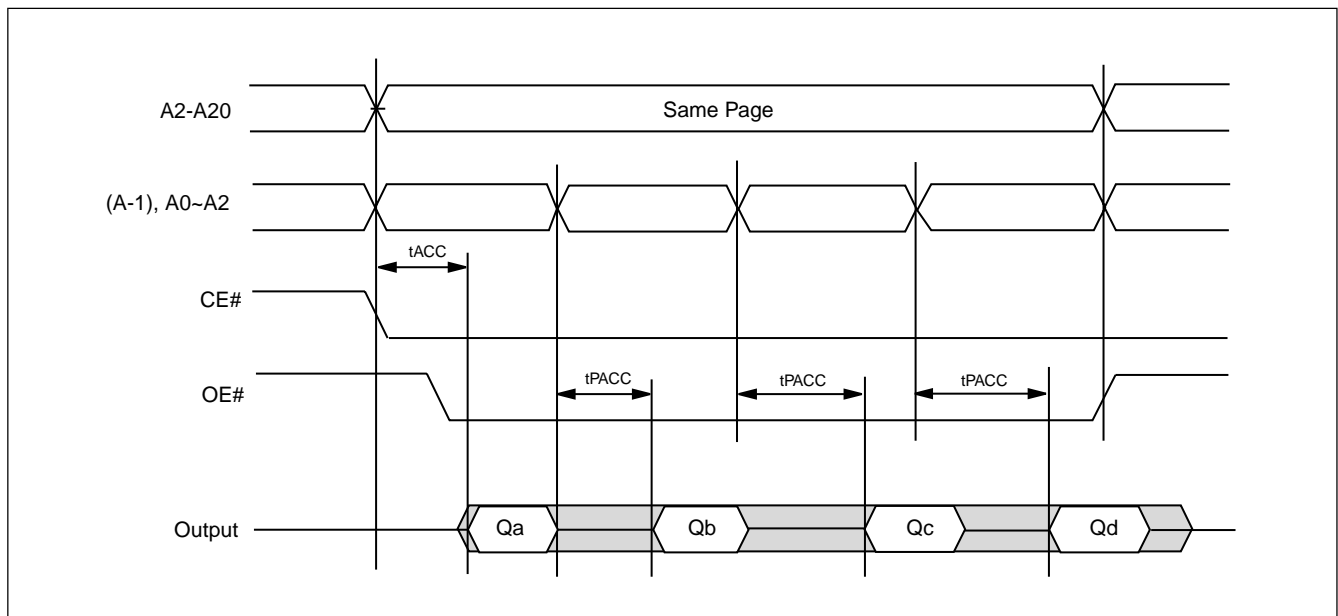 A2-A20
Same Page
(A-1), A0~A2
tACC
CE#
OE#
tPACC
tPACC
tPACC
Output
Qa
Qb
Qc
Qd